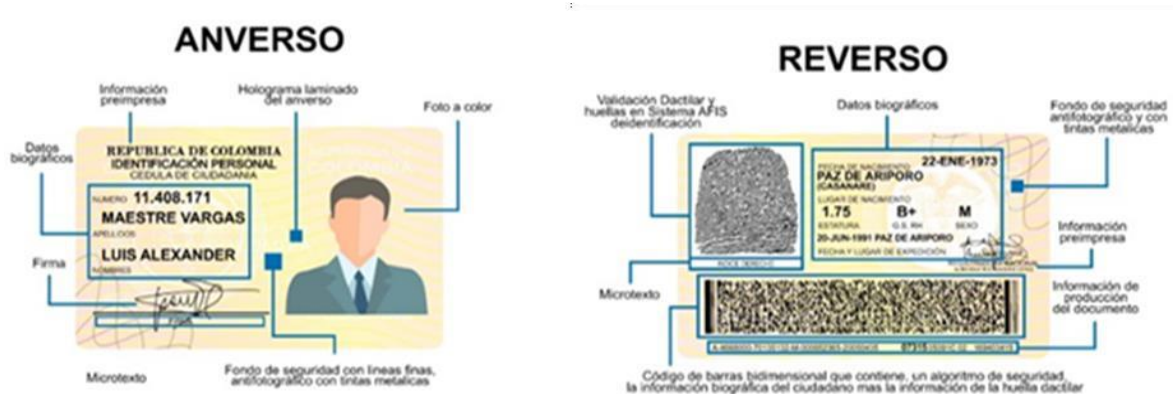 ANVERSO
Información
preimpresa
Holograma laminado
del anverso
Foto a color
Datos
biográficos
REPUBLICA DE COLOMBIA
IDENTIFICACIÓN PERSONAL
CEDULA DE CIUDADANIA
NUMERO 11.408.171
MAESTRE VARGAS
APELLIDOS
LUIS ALEXANDER
NOMBRES
Firma
Microtexto
Fondo de seguridad con lineas finas,
antifotográfico con tintas metalicas
REVERSO
Validación Dactilar y
huellas en Sistema AFIS
deidentificación
Datos biográficos
Fondo de seguridad
antifotográfico y con
tintas metalicas
FECHA DE NACIMIENTO 22-ENE-1973
PAZ DE ARIPORO
(CASANARE)
LUGAR DE NACIMIENTO
1.75 B+ M
ESTATURA G.S. RH SEXO
20-JUN-1991 PAZ DE ARIPORO
FECHA Y LUGAR DE EXPEDICIÓN
INDICE DERECHO
Información
preimpresa
Microtexto
Información de
producción
del documento
Código de barras bidimensional que contiene, un algoritmo de seguridad,
la información biográfica del ciudadano mas la información de la huella dactilar